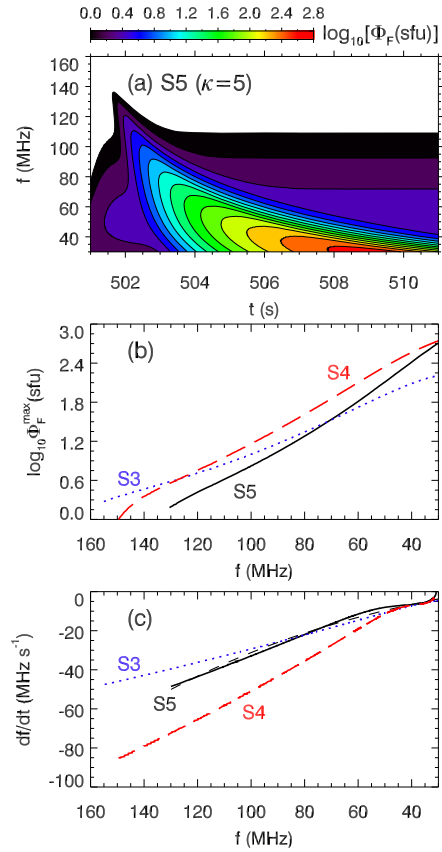 0.0 0.4 0.8 1.2 1.6 2.0 2.4 2.8 log₁₀[Φ_F(sfu)]
(a) S5 (κ=5)
160
140
120
100
80
60
40
f (MHz)
502 504 506 508 510
t (s)
(b)
3.0
2.4
1.8
1.2
0.6
0.0
log₁₀Φ_F^max(sfu)
S4
S3
S5
160 140 120 100 80 60 40
f (MHz)
(c)
0
-20
-40
-60
-80
-100
df/dt (MHz s⁻¹)
S3
S5
S4
160 140 120 100 80 60 40
f (MHz)